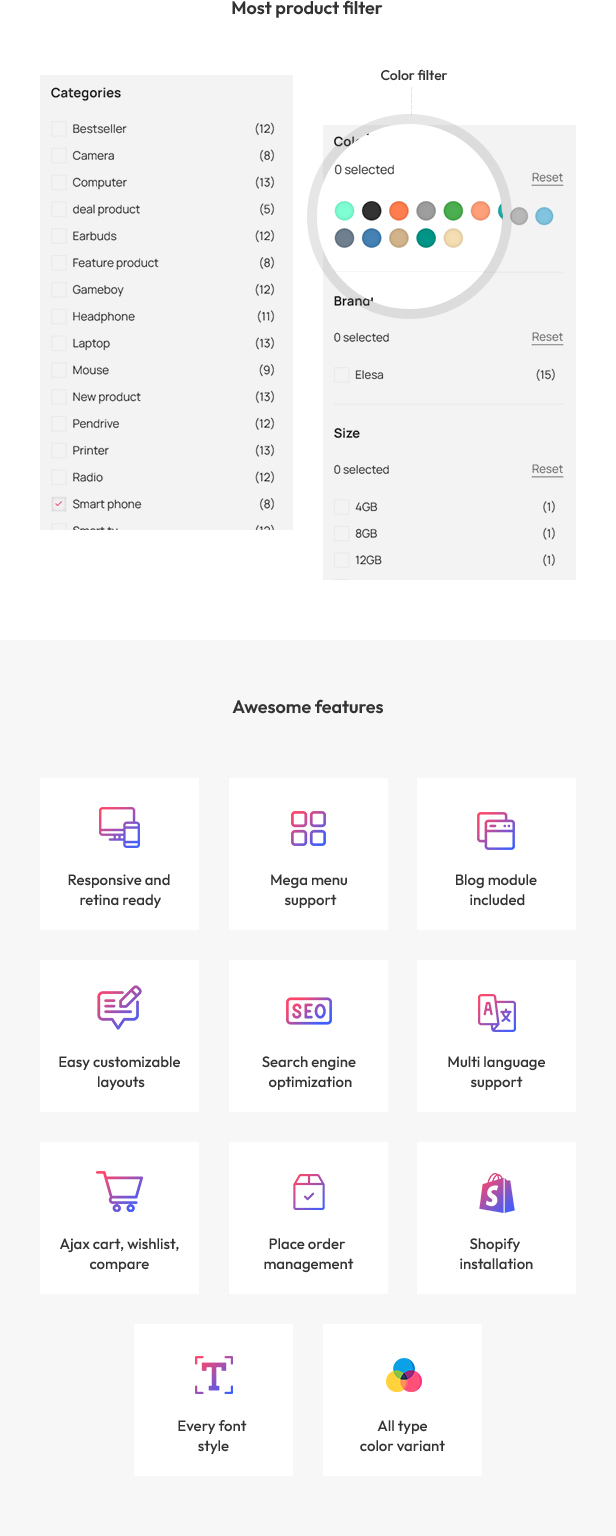 Most product filter
Categories
Bestseller (12)
Camera (8)
Computer (13)
deal product (5)
Earbuds (12)
Feature product (8)
Gameboy (12)
Headphone (11)
Laptop (13)
Mouse (9)
New product (13)
Pendrive (12)
Printer (13)
Radio (12)
Smart phone (8)
Smart tv (12)
Color filter
0 selected
Reset
Brand
0 selected Reset
Elesa (15)
Size
0 selected Reset
4GB (1)
8GB (1)
12GB (1)
Awesome features
Responsive and
retina ready
Mega menu
support
Blog module
included
Easy customizable
layouts
SEO
Search engine
optimization
A 文
Multi language
support
Ajax cart, wishlist,
compare
Place order
management
S
Shopify
installation
T
Every font
style
All type
color variant